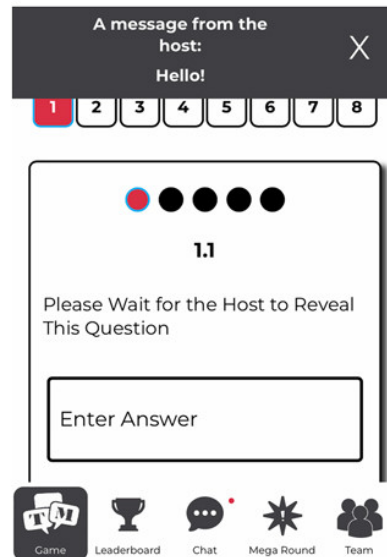 A message from the
host:
X
Hello!
1 2 3 4 5 6 7 8
1.1
Please Wait for the Host to Reveal
This Question
Enter Answer
TAI
!
Game Leaderboard Chat Mega Round Team